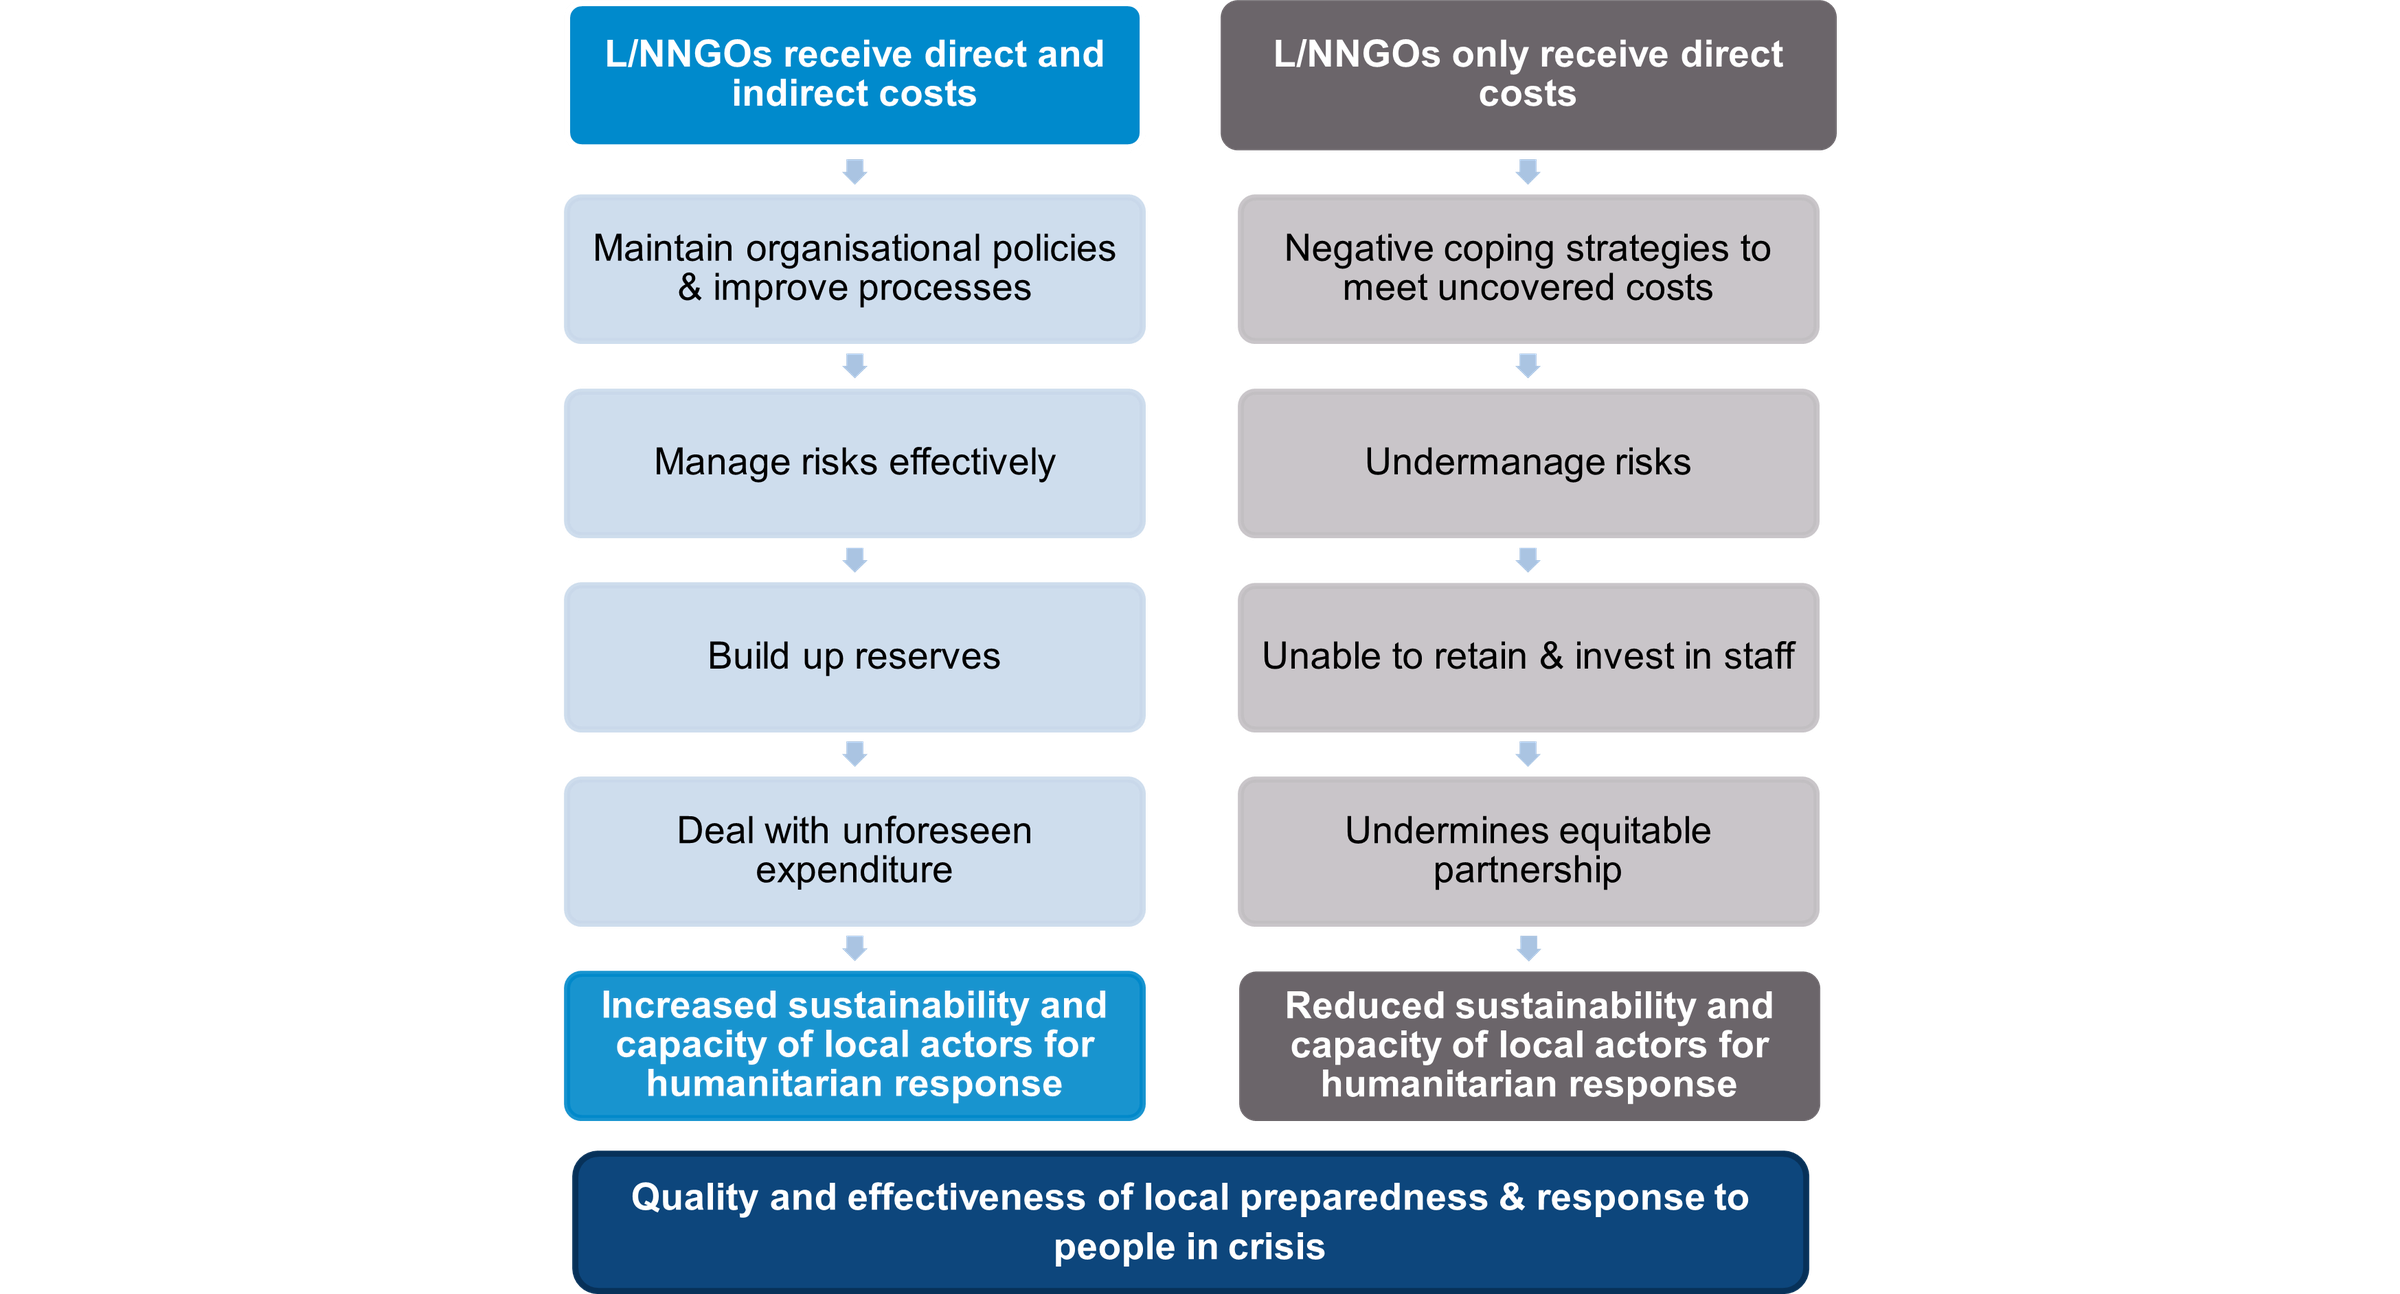 L/NNGOs receive direct and
indirect costs
Maintain organisational policies
& improve processes
Manage risks effectively
Build up reserves
Deal with unforeseen
expenditure
Increased sustainability and
capacity of local actors for
humanitarian response
L/NNGOs only receive direct
costs
Negative coping strategies to
meet uncovered costs
Undermanage risks
Unable to retain & invest in staff
Undermines equitable
partnership
Reduced sustainability and
capacity of local actors for
humanitarian response
Quality and effectiveness of local preparedness & response to
people in crisis